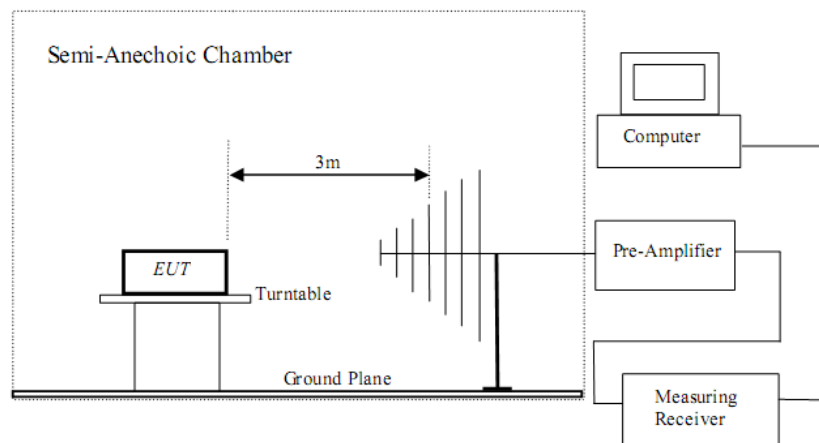 Semi-Anechoic Chamber
Computer
3m
Pre-Amplifier
EUT
Turntable
Ground Plane
Measuring
Receiver